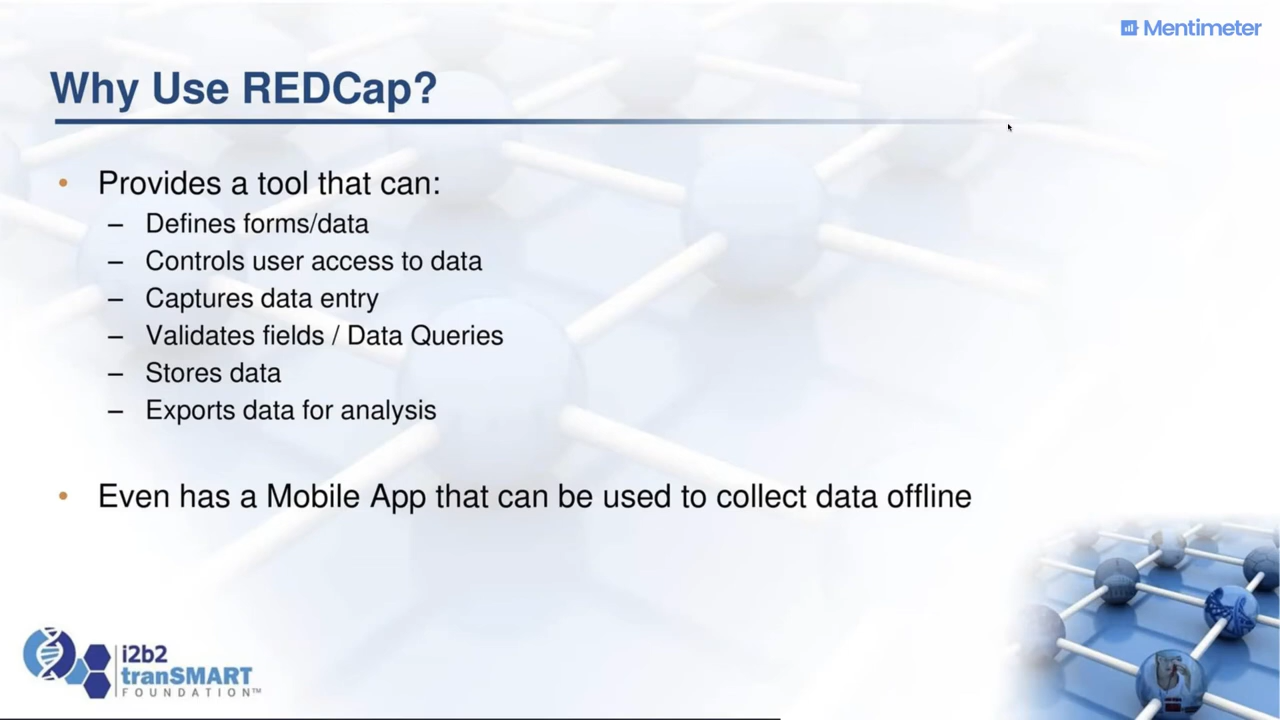 Mentimeter
Why Use REDCap?
• Provides a tool that can:
– Defines forms/data
– Controls user access to data
– Captures data entry
– Validates fields / Data Queries
– Stores data
– Exports data for analysis
• Even has a Mobile App that can be used to collect data offline
i2b2
tranSMART
FOUNDATION™